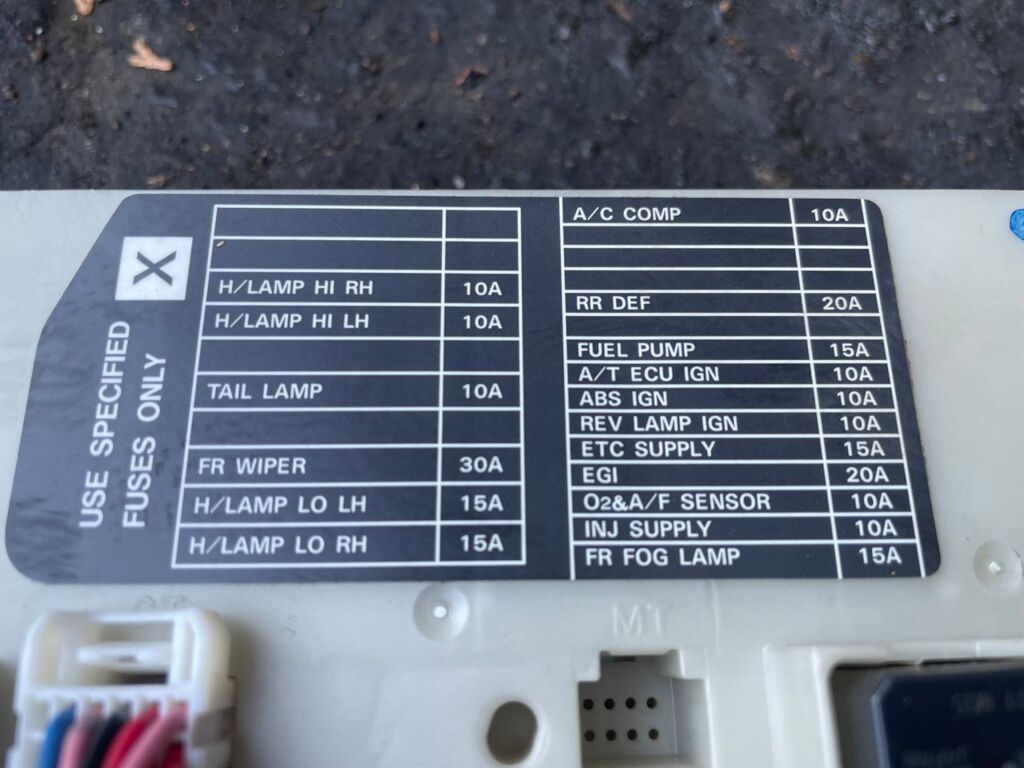 X
USE SPECIFIED
FUSES ONLY
H/LAMP HI RH 10A
H/LAMP HI LH 10A
TAIL LAMP 10A
FR WIPER 30A
H/LAMP LO LH 15A
H/LAMP LO RH 15A
A/C COMP 10A
RR DEF 20A
FUEL PUMP 15A
A/T ECU IGN 10A
ABS IGN 10A
REV LAMP IGN 10A
ETC SUPPLY 15A
EGI 20A
O2&A/F SENSOR 10A
INJ SUPPLY 10A
FR FOG LAMP 15A
M1